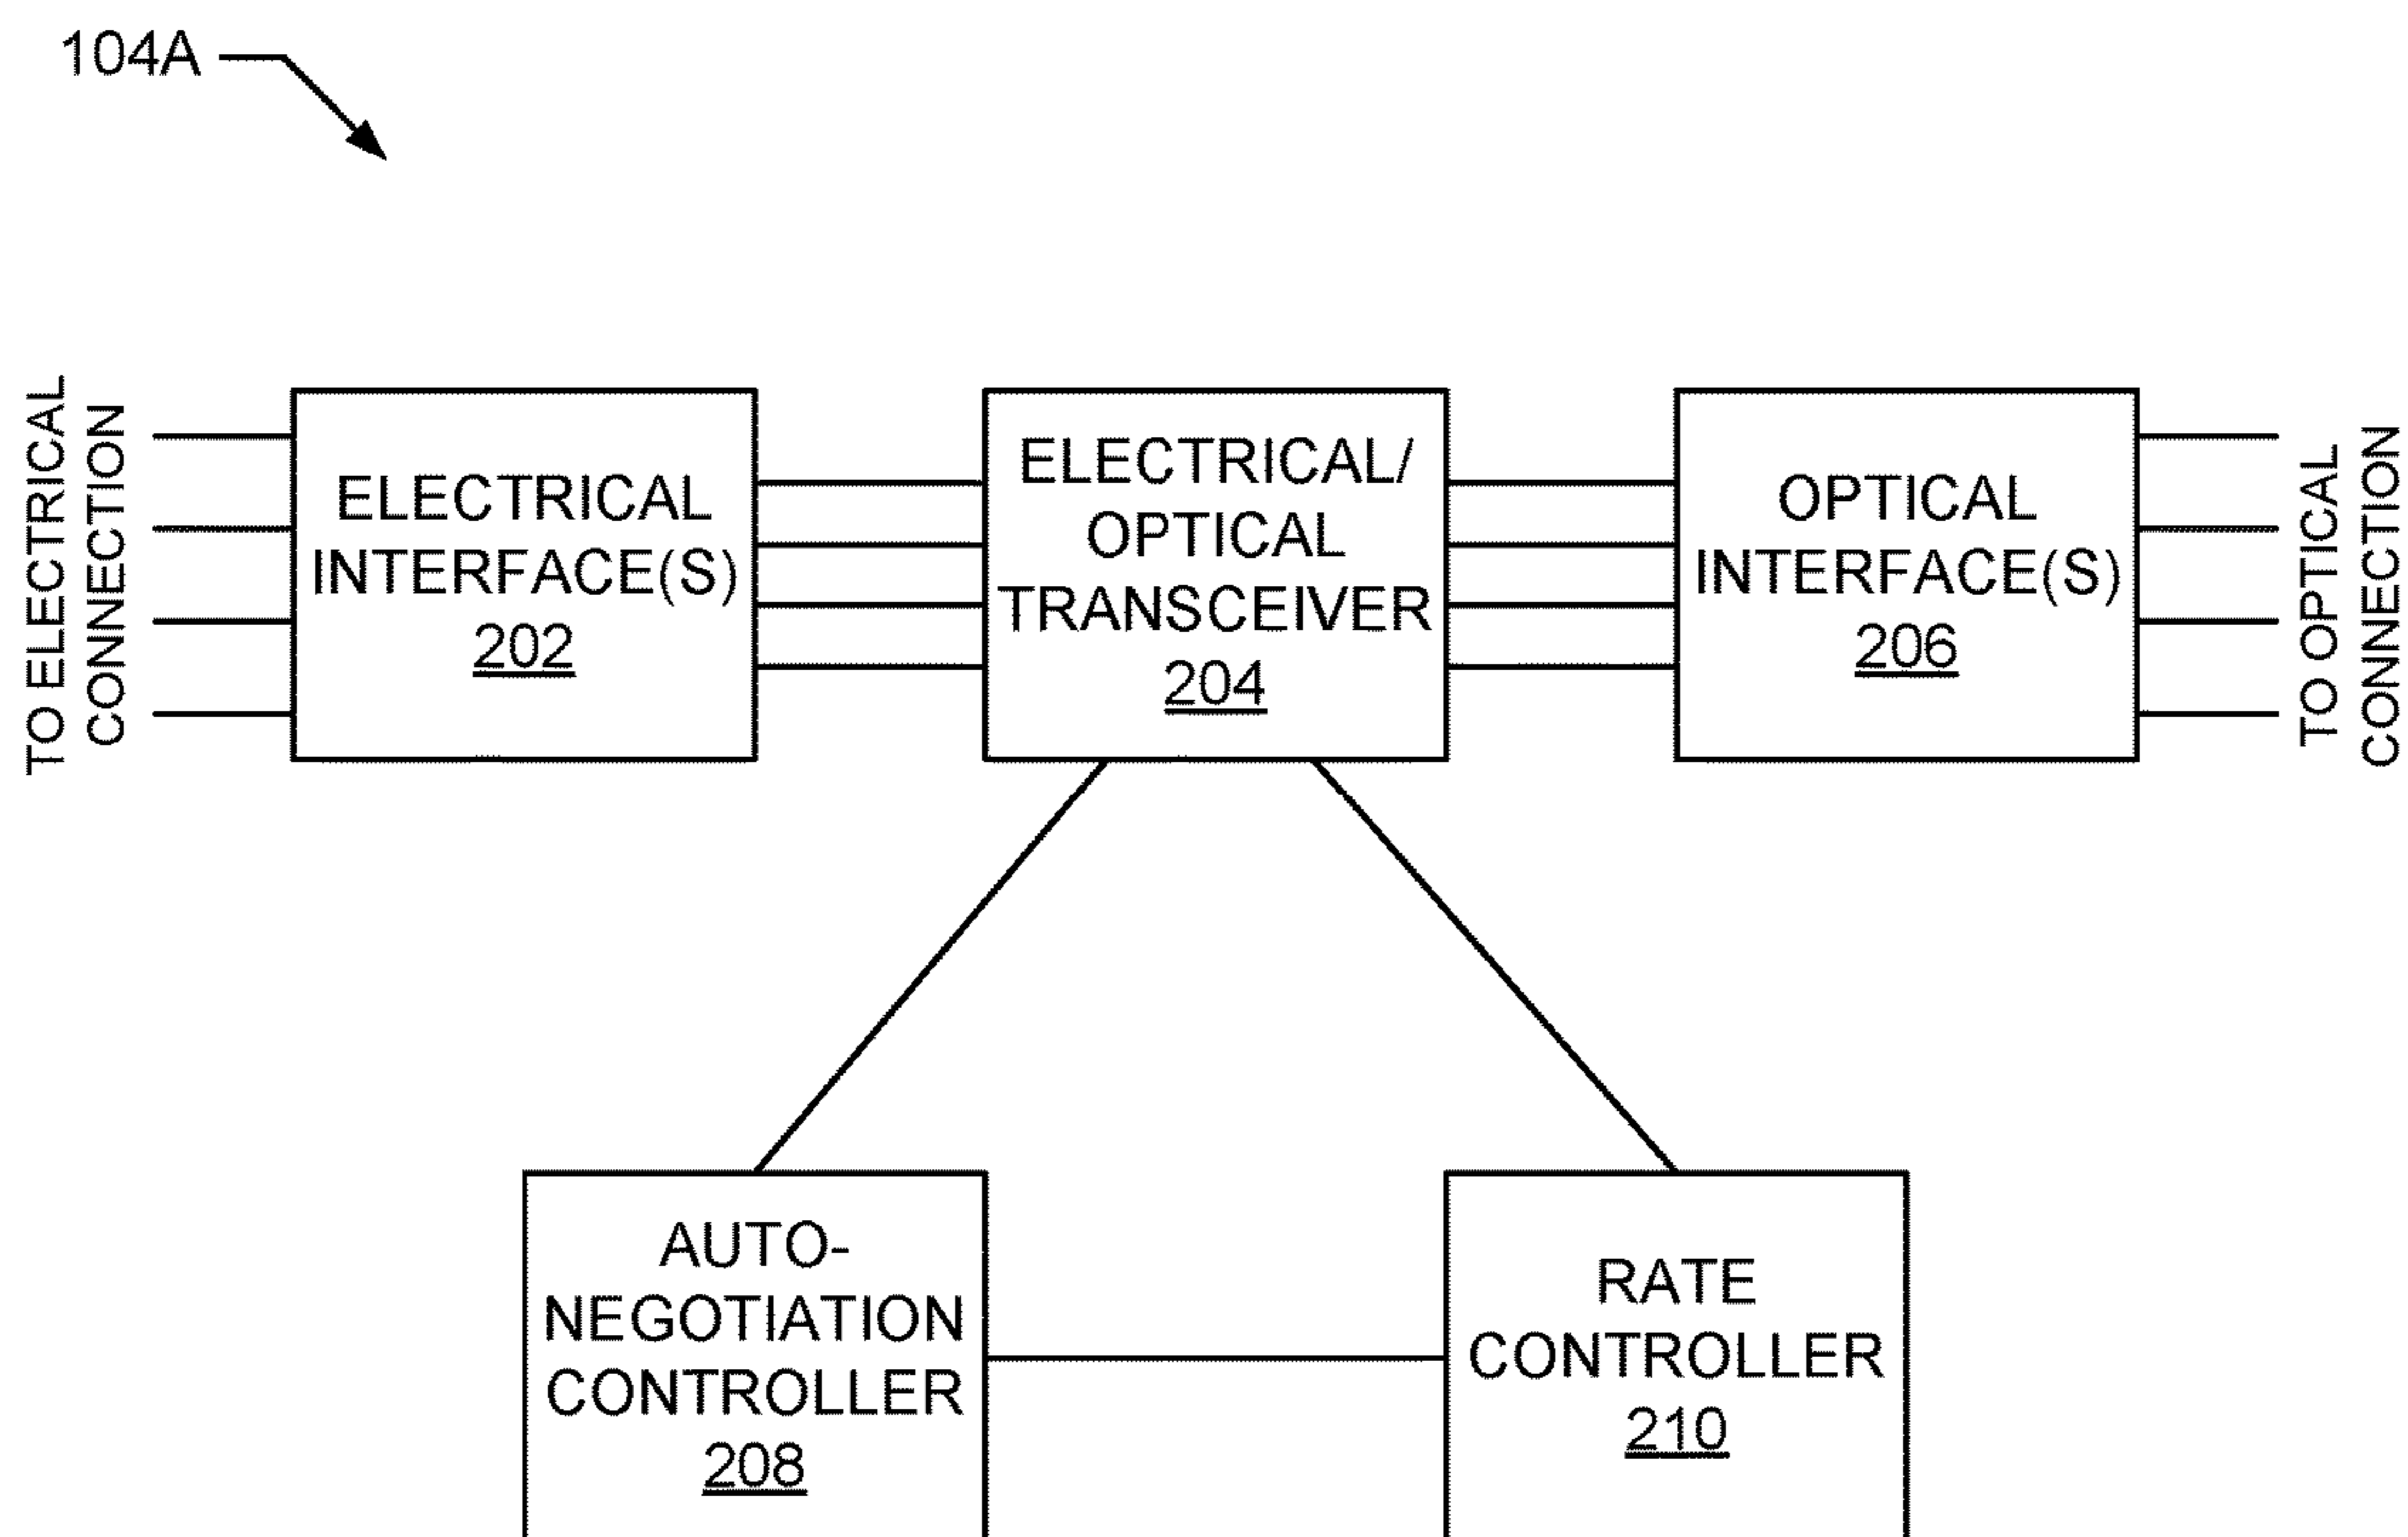 104A
TO ELECTRICAL
CONNECTION
ELECTRICAL
INTERFACE(S)
202
ELECTRICAL/
OPTICAL
TRANSCEIVER
204
OPTICAL
INTERFACE(S)
206
TO OPTICAL
CONNECTION
AUTO-
NEGOTIATION
CONTROLLER
208
RATE
CONTROLLER
210